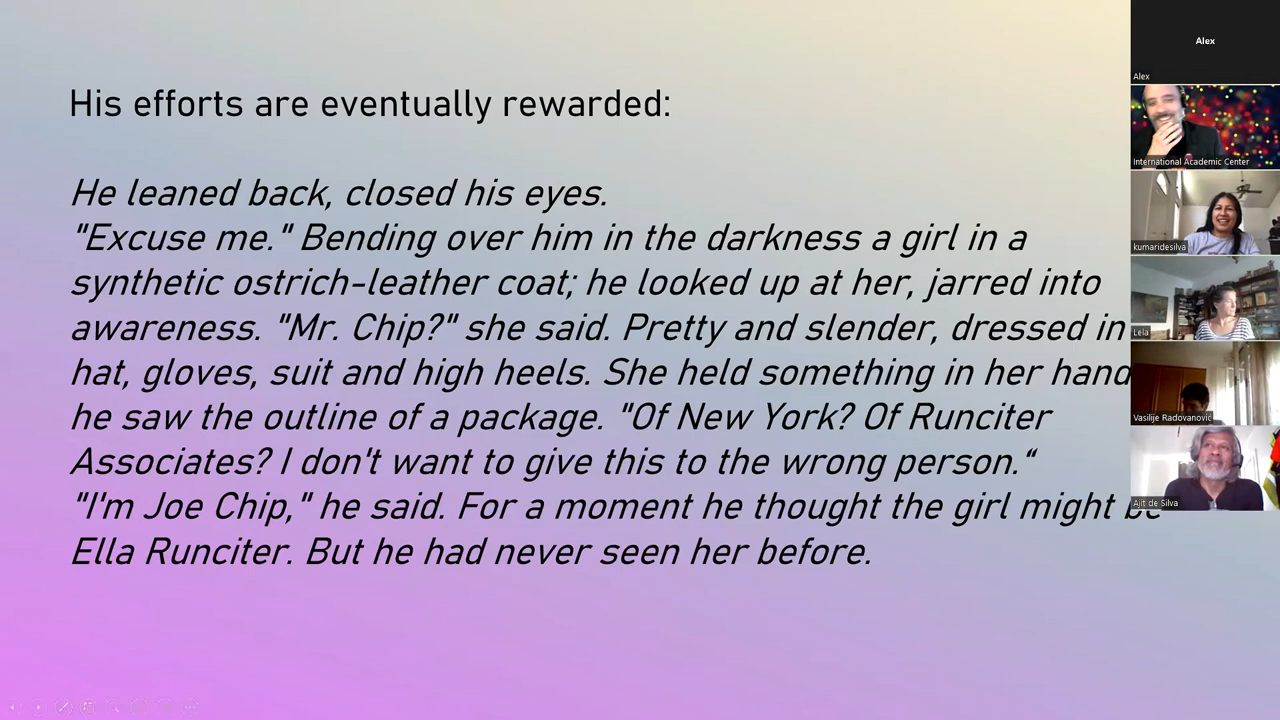 His efforts are eventually rewarded:
He leaned back, closed his eyes.
"Excuse me." Bending over him in the darkness a girl in a
synthetic ostrich-leather coat; he looked up at her, jarred into
awareness. "Mr. Chip?" she said. Pretty and slender, dressed in
hat, gloves, suit and high heels. She held something in her hand
he saw the outline of a package. "Of New York? Of Runciter
Associates? I don't want to give this to the wrong person.“
"I'm Joe Chip," he said. For a moment he thought the girl might be
Ella Runciter. But he had never seen her before.
Alex
Alex
International Academic Center
kumaridesilva
Lela
Vasilije Radovanovic
Ajit de Silva